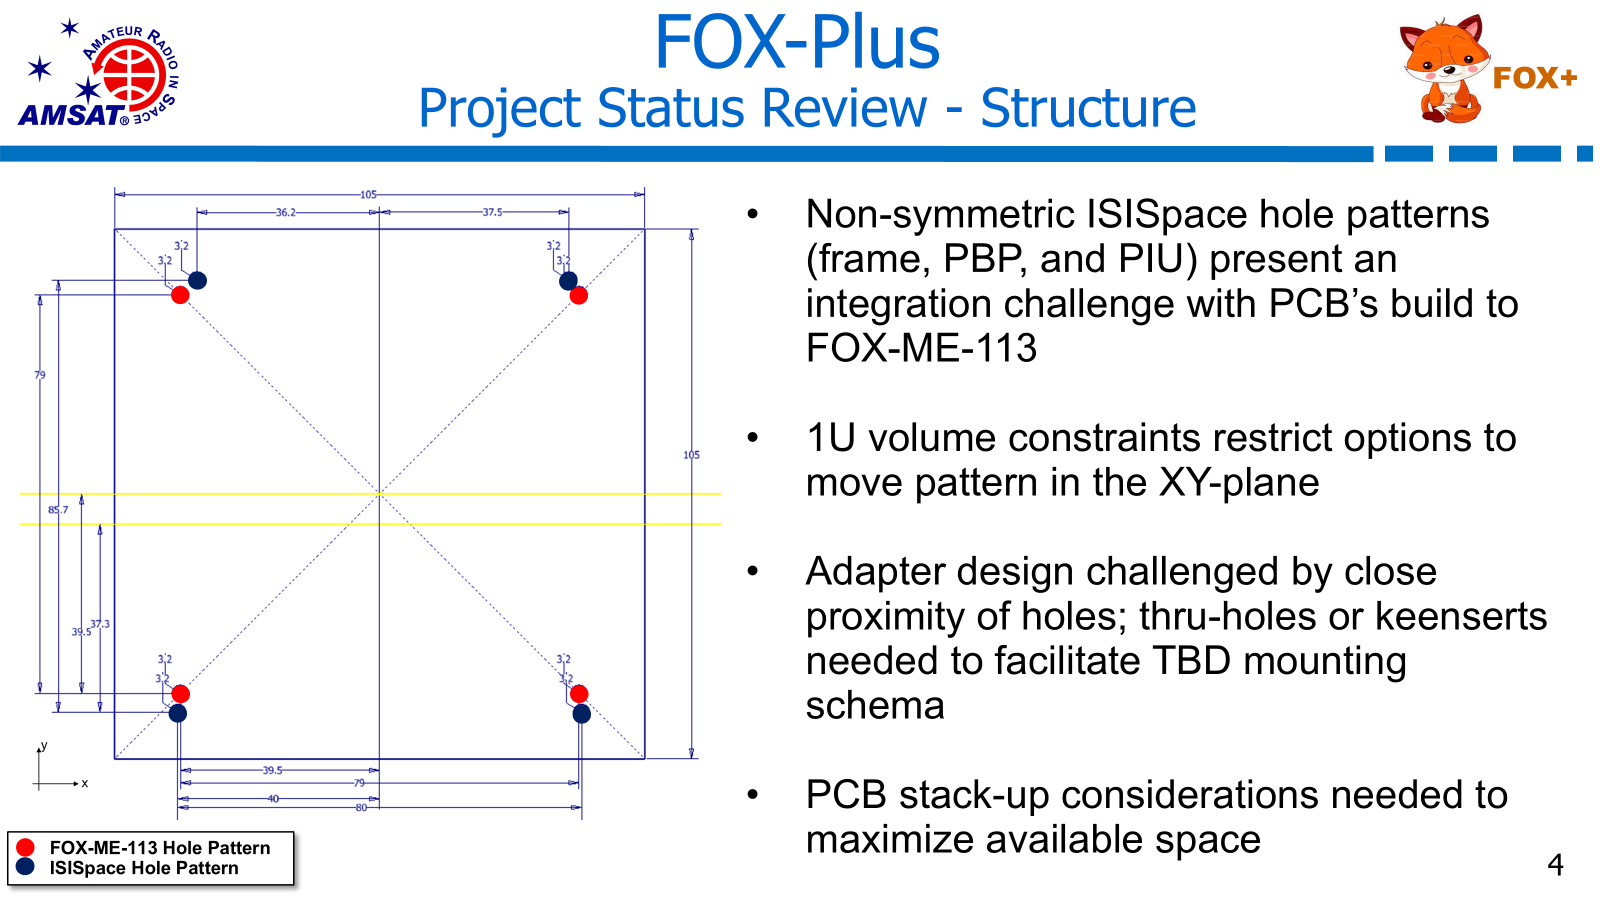 AMATEUR RADIO IN SPACE
AMSAT®
FOX-Plus
Project Status Review - Structure
FOX+
105
36.2
37.5
3.2
3.2
3.2
3.2
79
85.7
105
39.5
37.3
3.2
3.2
3.2
3.2
y
x
39.5
79
40
80
FOX-ME-113 Hole Pattern
ISISpace Hole Pattern
• Non-symmetric ISISpace hole patterns
(frame, PBP, and PIU) present an
integration challenge with PCB’s build to
FOX-ME-113
• 1U volume constraints restrict options to
move pattern in the XY-plane
• Adapter design challenged by close
proximity of holes; thru-holes or keenserts
needed to facilitate TBD mounting
schema
• PCB stack-up considerations needed to
maximize available space
4